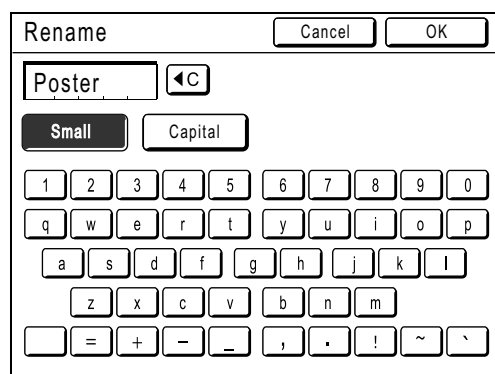 Rename Cancel OK
Poster C
Small Capital
1 2 3 4 5 6 7 8 9 0
q w e r t y u i o p
a s d f g h j k l
z x c v b n m
= + - _ , . ! ~ `